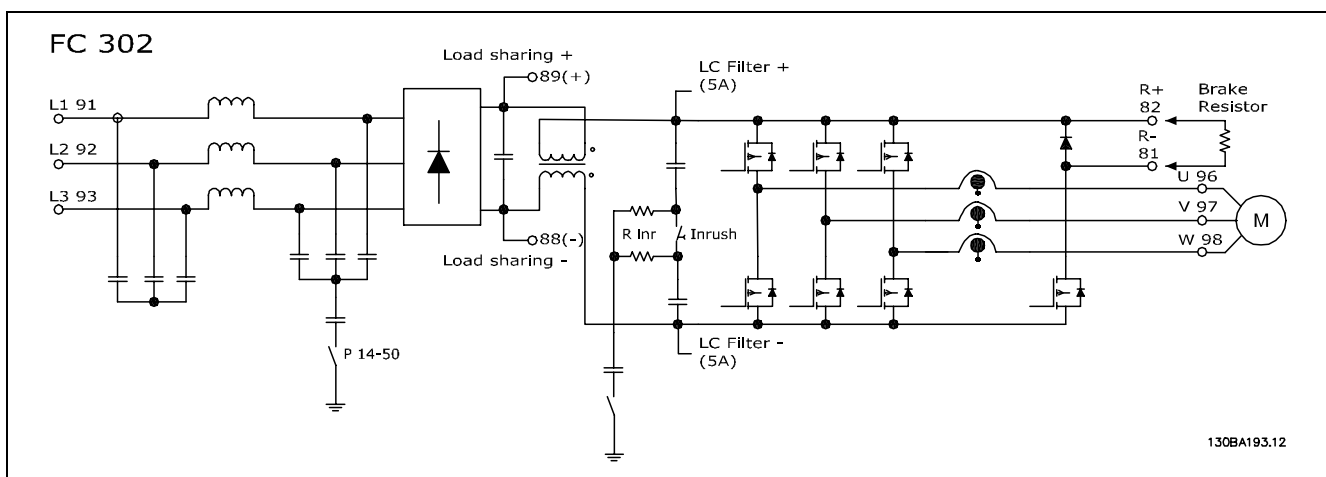 FC 302
Load sharing +
89(+)
LC Filter +
(5A)
R+
82
Brake
Resistor
R-
81
L1 91
L2 92
L3 93
U 96
V 97
W 98
M
R Inr
Inrush
88(-)
Load sharing -
P 14-50
LC Filter -
(5A)
130BA193.12